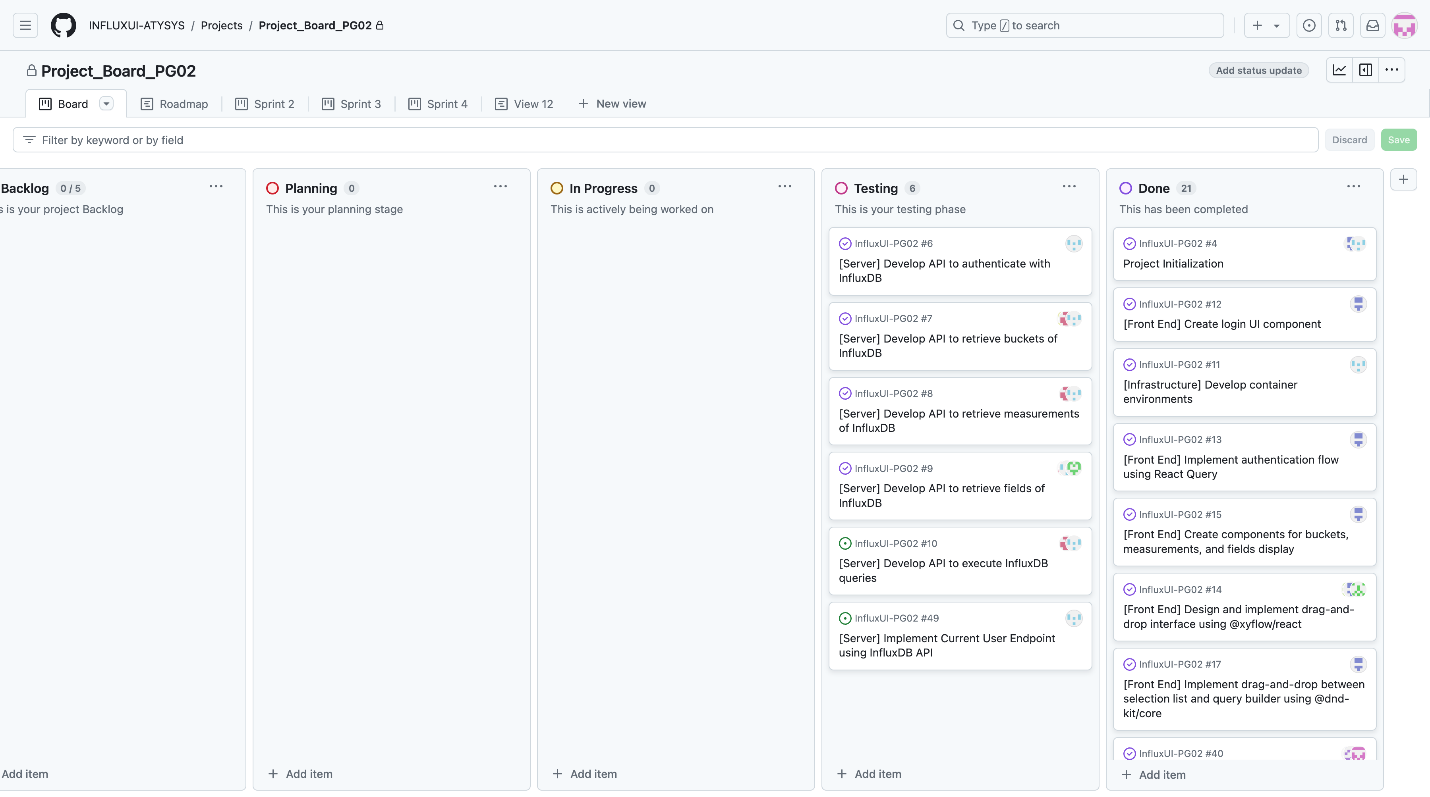 INFLUXUI-ATYSYS / Projects / Project_Board_PG02
Type / to search
Project_Board_PG02
Add status update
Board
Roadmap
Sprint 2
Sprint 3
Sprint 4
View 12
New view
Filter by keyword or by field
Discard
Save
Backlog 0 / 5
s is your project Backlog
Add item
Planning 0
This is your planning stage
Add item
In Progress 0
This is actively being worked on
Add item
Testing 6
This is your testing phase
InfluxUI-PG02 #6
[Server] Develop API to authenticate with
InfluxDB
InfluxUI-PG02 #7
[Server] Develop API to retrieve buckets of
InfluxDB
InfluxUI-PG02 #8
[Server] Develop API to retrieve measurements
of InfluxDB
InfluxUI-PG02 #9
[Server] Develop API to retrieve fields of
InfluxDB
InfluxUI-PG02 #10
[Server] Develop API to execute InfluxDB
queries
InfluxUI-PG02 #49
[Server] Implement Current User Endpoint
using InfluxDB API
Add item
Done 21
This has been completed
InfluxUI-PG02 #4
Project Initialization
InfluxUI-PG02 #12
[Front End] Create login UI component
InfluxUI-PG02 #11
[Infrastructure] Develop container
environments
InfluxUI-PG02 #13
[Front End] Implement authentication flow
using React Query
InfluxUI-PG02 #15
[Front End] Create components for buckets,
measurements, and fields display
InfluxUI-PG02 #14
[Front End] Design and implement drag-and-
drop interface using @xyflow/react
InfluxUI-PG02 #17
[Front End] Implement drag-and-drop between
selection list and query builder using @dnd-
kit/core
InfluxUI-PG02 #40
Add item